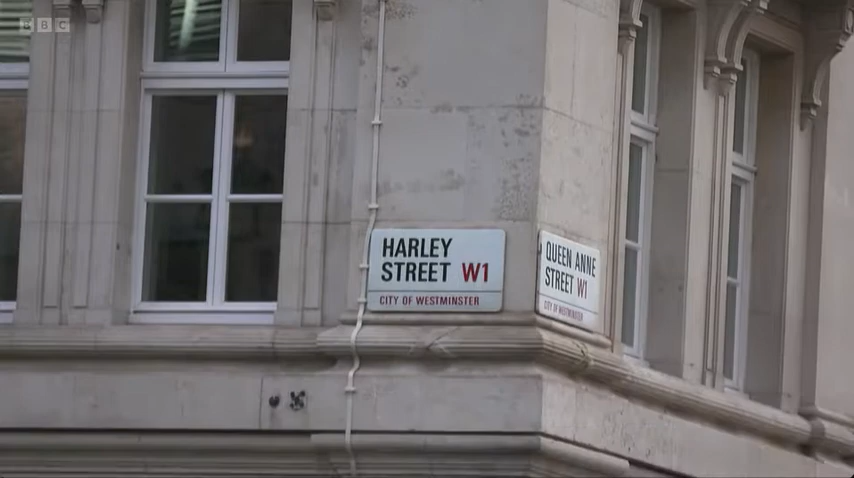 BBC
HARLEY
STREET W1
CITY OF WESTMINSTER
QUEEN ANNE
STREET W1
CITY OF WESTMINSTER